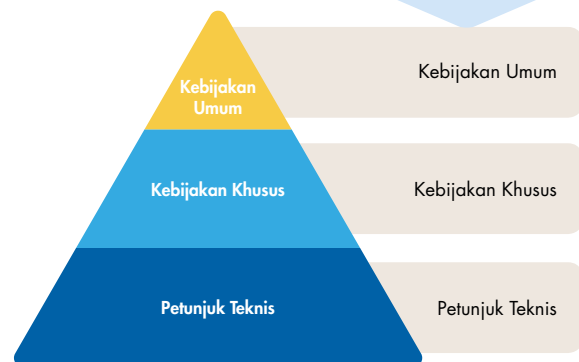 Kebijakan
Umum
Kebijakan Umum
Kebijakan Khusus
Kebijakan Khusus
Petunjuk Teknis
Petunjuk Teknis